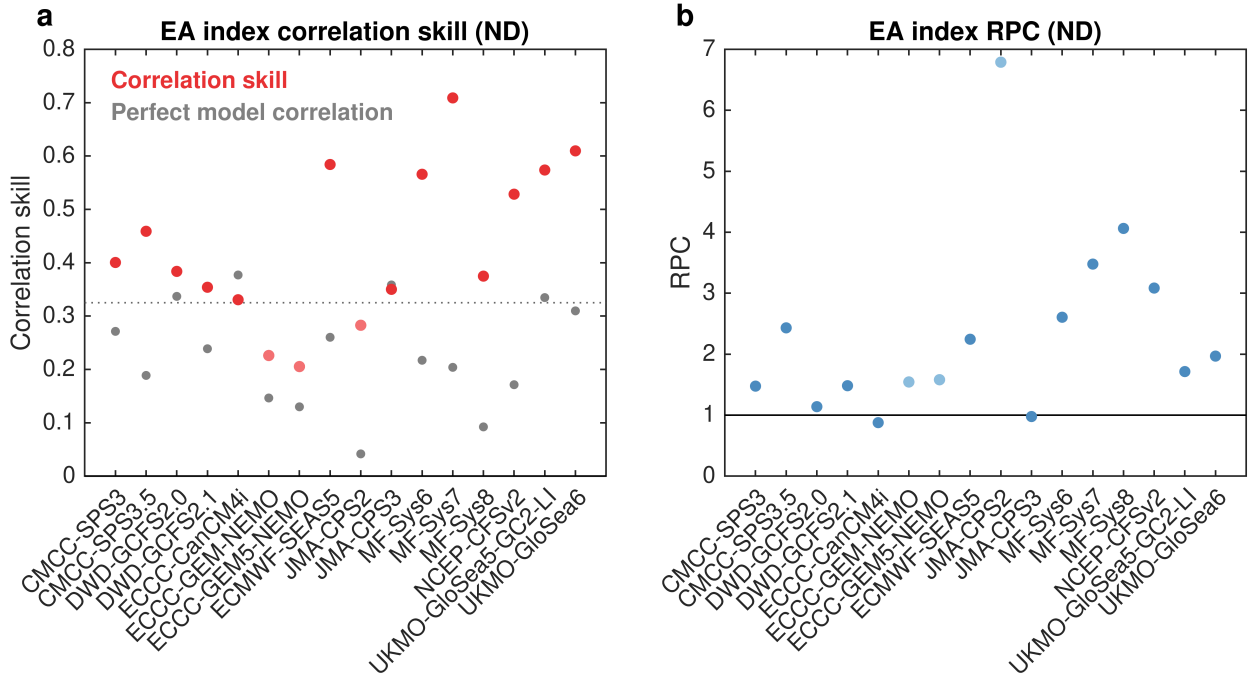 a
EA index correlation skill (ND)
Correlation skill
Perfect model correlation
Correlation skill
0.8
0.7
0.6
0.5
0.4
0.3
0.2
0.1
0
CMCC-SPS3
CMCC-SPS3.5
DWD-GCFS2.0
DWD-GCFS2.1
ECCC-CanCM4i
ECCC-GEM-NEMO
ECCC-GEM5-NEMO
ECMWF-SEAS5
JMA-CPS2
JMA-CPS3
MF-Sys6
MF-Sys7
MF-Sys8
NCEP-CFSv2
UKMO-GloSea5-GC2-LI
UKMO-GloSea6
b
EA index RPC (ND)
RPC
7
6
5
4
3
2
1
0
CMCC-SPS3
CMCC-SPS3.5
DWD-GCFS2.0
DWD-GCFS2.1
ECCC-CanCM4i
ECCC-GEM-NEMO
ECCC-GEM5-NEMO
ECMWF-SEAS5
JMA-CPS2
JMA-CPS3
MF-Sys6
MF-Sys7
MF-Sys8
NCEP-CFSv2
UKMO-GloSea5-GC2-LI
UKMO-GloSea6